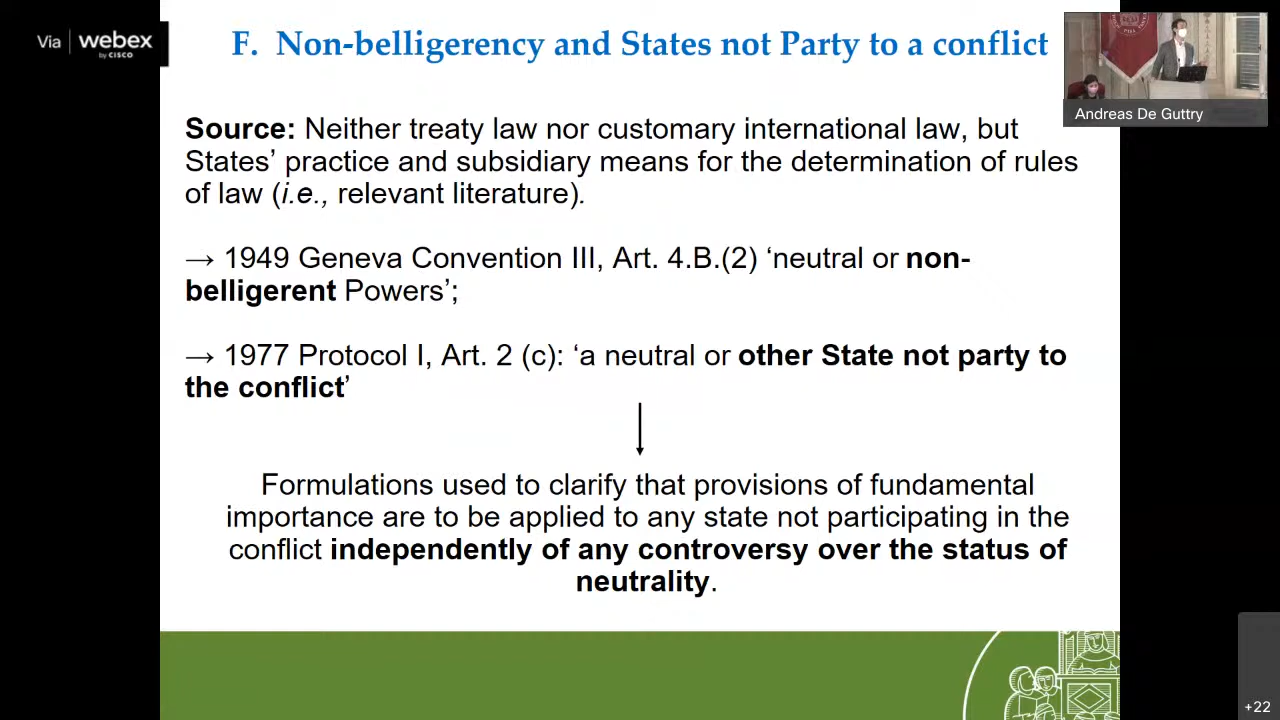 Via webex
by CISCO
F. Non-belligerency and States not Party to a conflict
Andreas De Guttry
Source: Neither treaty law nor customary international law, but
States’ practice and subsidiary means for the determination of rules
of law (i.e., relevant literature).
→ 1949 Geneva Convention III, Art. 4.B.(2) ‘neutral or non-
belligerent Powers’;
→ 1977 Protocol I, Art. 2 (c): ‘a neutral or other State not party to
the conflict’
Formulations used to clarify that provisions of fundamental
importance are to be applied to any state not participating in the
conflict independently of any controversy over the status of
neutrality.
+22